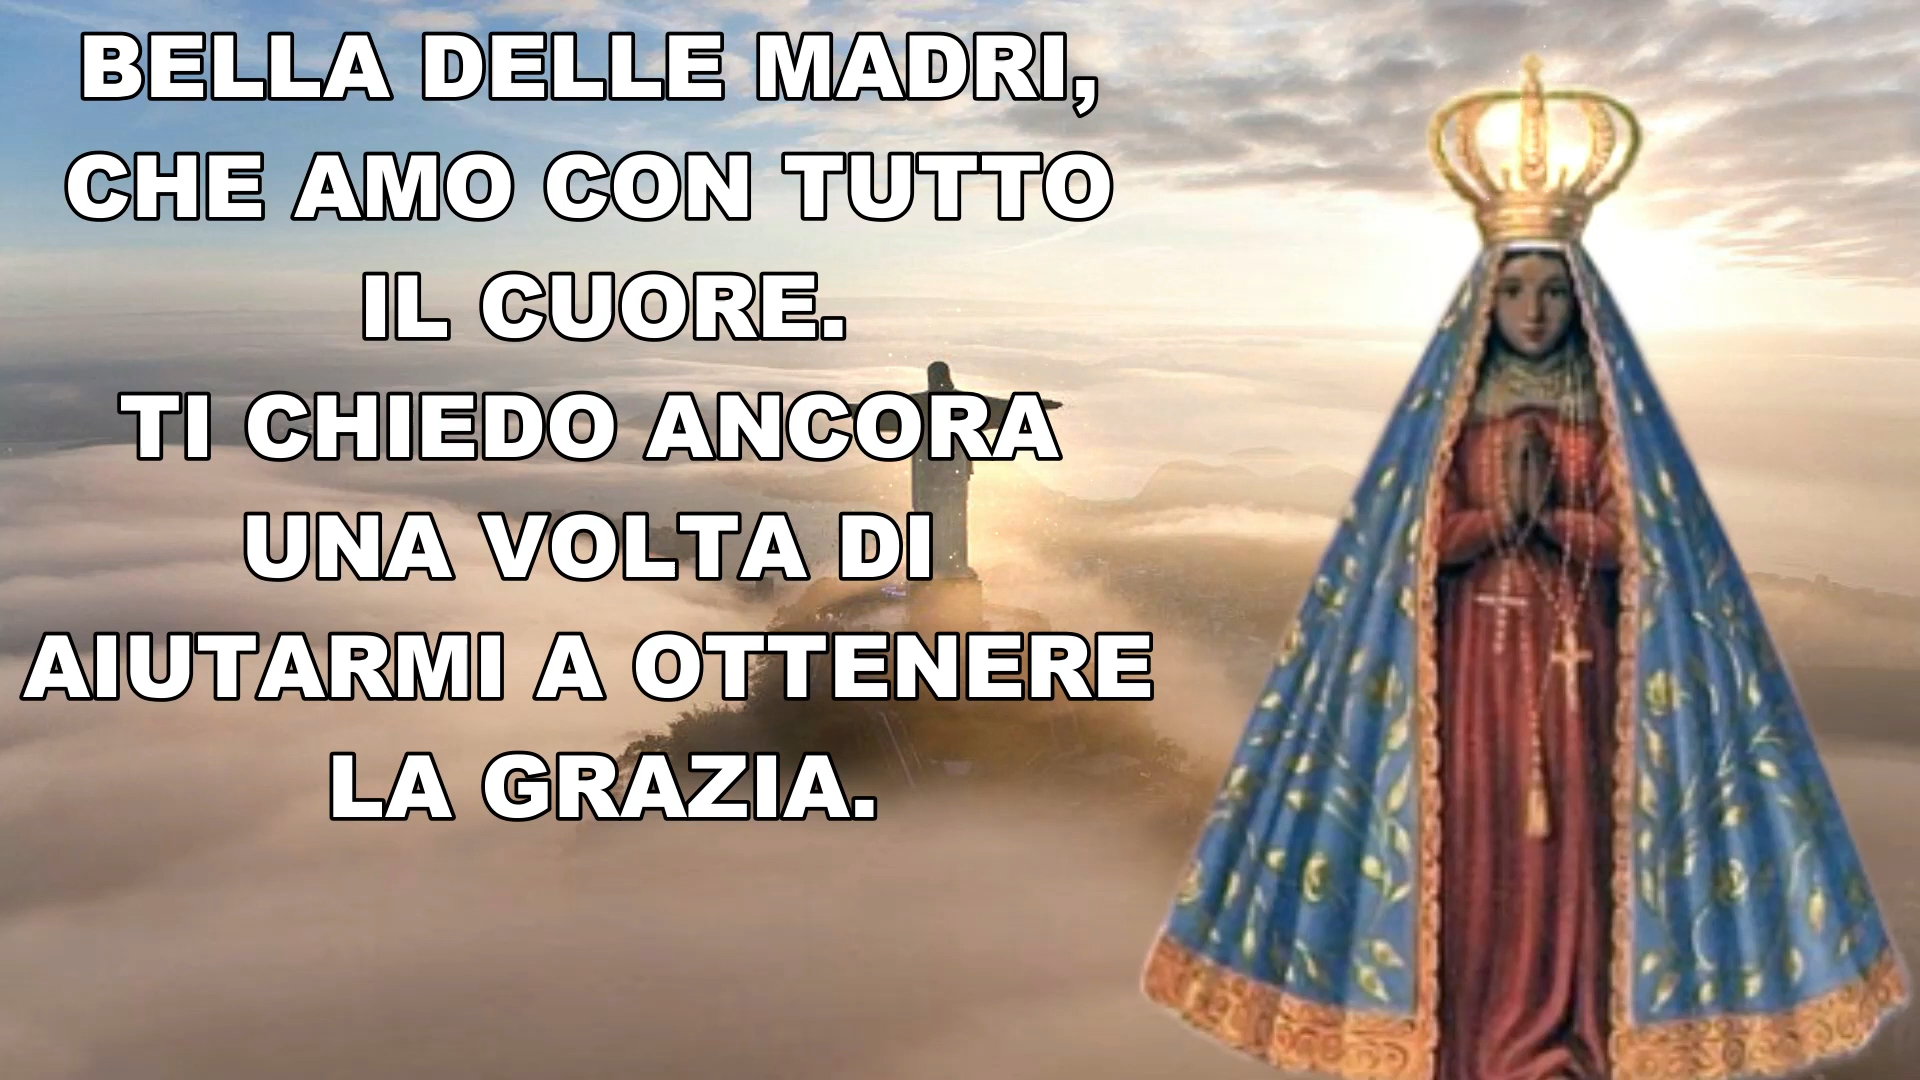 BELLA DELLE MADRI,
CHE AMO CON TUTTO
IL CUORE.
TI CHIEDO ANCORA
UNA VOLTA DI
AIUTARMI A OTTENERE
LA GRAZIA.